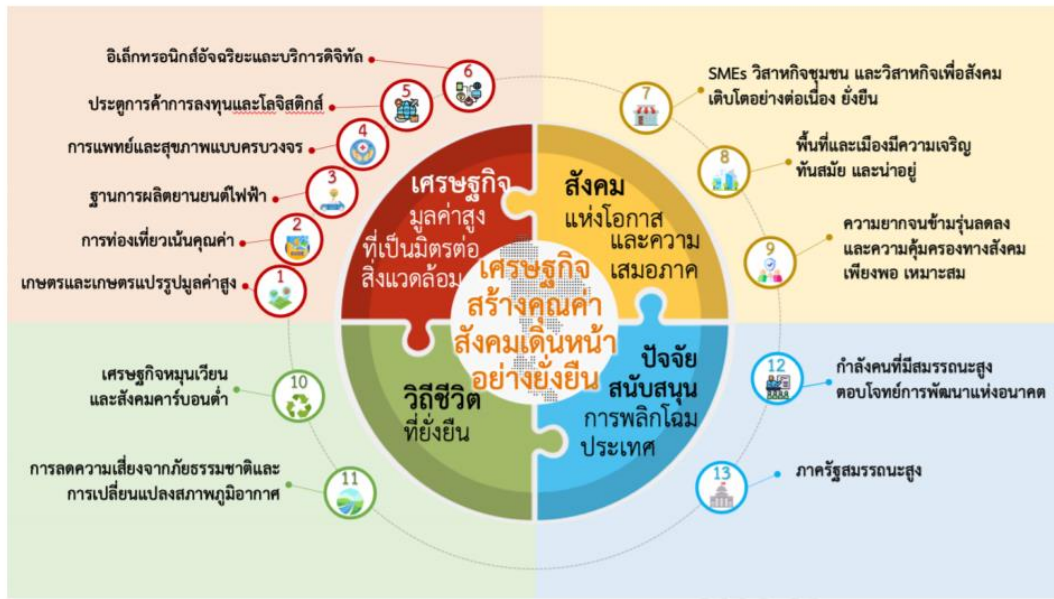 อิเล็กทรอนิกส์อัจฉริยะและบริการดิจิทัล
6
ประตูการค้าการลงทุนและโลจิสติกส์
5
การแพทย์และสุขภาพแบบครบวงจร
4
ฐานการผลิตยานยนต์ไฟฟ้า
3
การท่องเที่ยวเน้นคุณค่า
2
เกษตรและเกษตรแปรรูปมูลค่าสูง
1
เศรษฐกิจ
มูลค่าสูง
ที่เป็นมิตรต่อ
สิ่งแวดล้อม
สังคม
แห่งโอกาส
และความ
เสมอภาค
7
SMEs วิสาหกิจชุมชน และวิสาหกิจเพื่อสังคม
เติบโตอย่างต่อเนื่อง ยั่งยืน
8
พื้นที่และเมืองมีความเจริญ
ทันสมัย และน่าอยู่
9
ความยากจนข้ามรุ่นลดลง
และความคุ้มครองทางสังคม
เพียงพอ เหมาะสม
เศรษฐกิจ
สร้างคุณค่า
สังคมเดินหน้า
อย่างยั่งยืน
เศรษฐกิจหมุนเวียน
และสังคมคาร์บอนต่ำ
10
การลดความเสี่ยงจากภัยธรรมชาติและ
การเปลี่ยนแปลงสภาพภูมิอากาศ
11
วิถีชีวิต
ที่ยั่งยืน
ปัจจัย
สนับสนุน
การพลิกโฉม
ประเทศ
12
กำลังคนที่มีสมรรถนะสูง
ตอบโจทย์การพัฒนาแห่งอนาคต
13
ภาครัฐสมรรถนะสูง